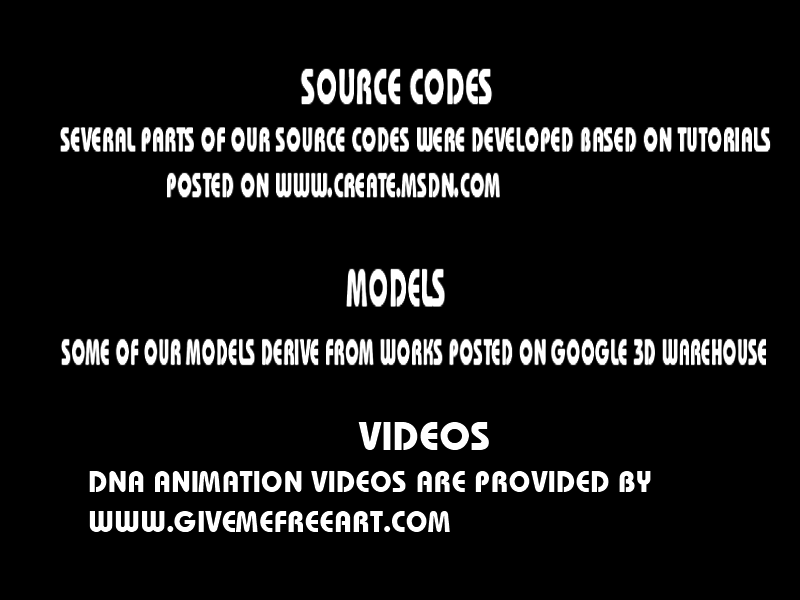 SOURCE CODES
SEVERAL PARTS OF OUR SOURCE CODES WERE DEVELOPED BASED ON TUTORIALS
POSTED ON WWW.CREATE.MSDN.COM
MODELS
SOME OF OUR MODELS DERIVE FROM WORKS POSTED ON GOOGLE 3D WAREHOUSE
VIDEOS
DNA ANIMATION VIDEOS ARE PROVIDED BY
WWW.GIVEMEFREEART.COM